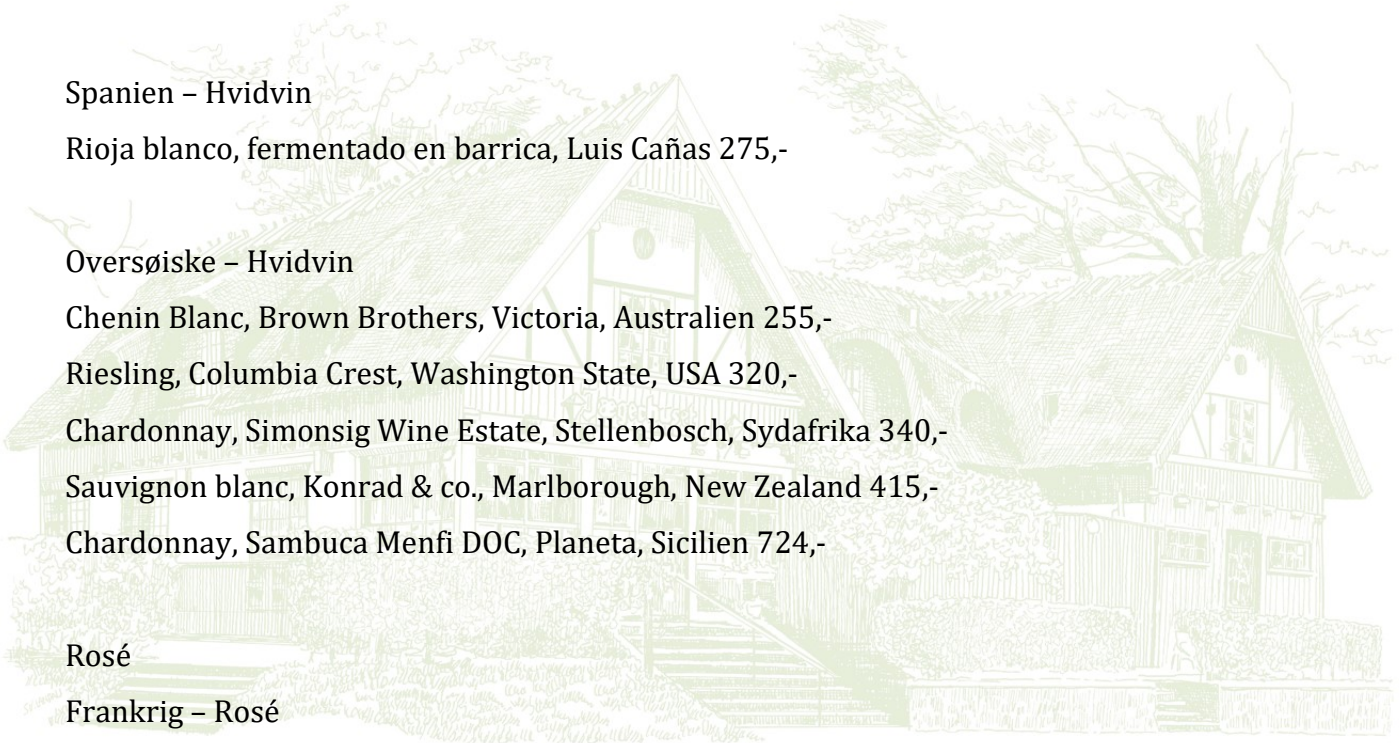 Spanien – Hvidvin
Rioja blanco, fermentado en barrica, Luis Cañas 275,-
Oversøiske – Hvidvin
Chenin Blanc, Brown Brothers, Victoria, Australien 255,-
Riesling, Columbia Crest, Washington State, USA 320,-
Chardonnay, Simonsig Wine Estate, Stellenbosch, Sydafrika 340,-
Sauvignon blanc, Konrad & co., Marlborough, New Zealand 415,-
Chardonnay, Sambuca Menfi DOC, Planeta, Sicilien 724,-
Rosé
Frankrig – Rosé